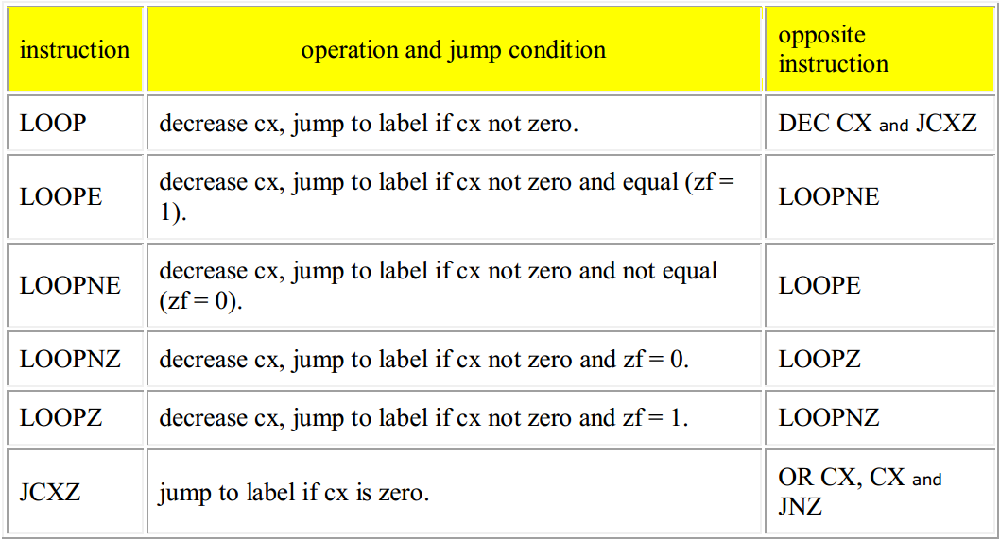 instruction
operation and jump condition
opposite
instruction
LOOP
decrease cx, jump to label if cx not zero.
DEC CX and JCXZ
LOOPE
decrease cx, jump to label if cx not zero and equal (zf =
1).
LOOPNE
LOOPNE
decrease cx, jump to label if cx not zero and not equal
(zf = 0).
LOOPE
LOOPNZ
decrease cx, jump to label if cx not zero and zf = 0.
LOOPZ
LOOPZ
decrease cx, jump to label if cx not zero and zf = 1.
LOOPNZ
JCXZ
jump to label if cx is zero.
OR CX, CX and
JNZ